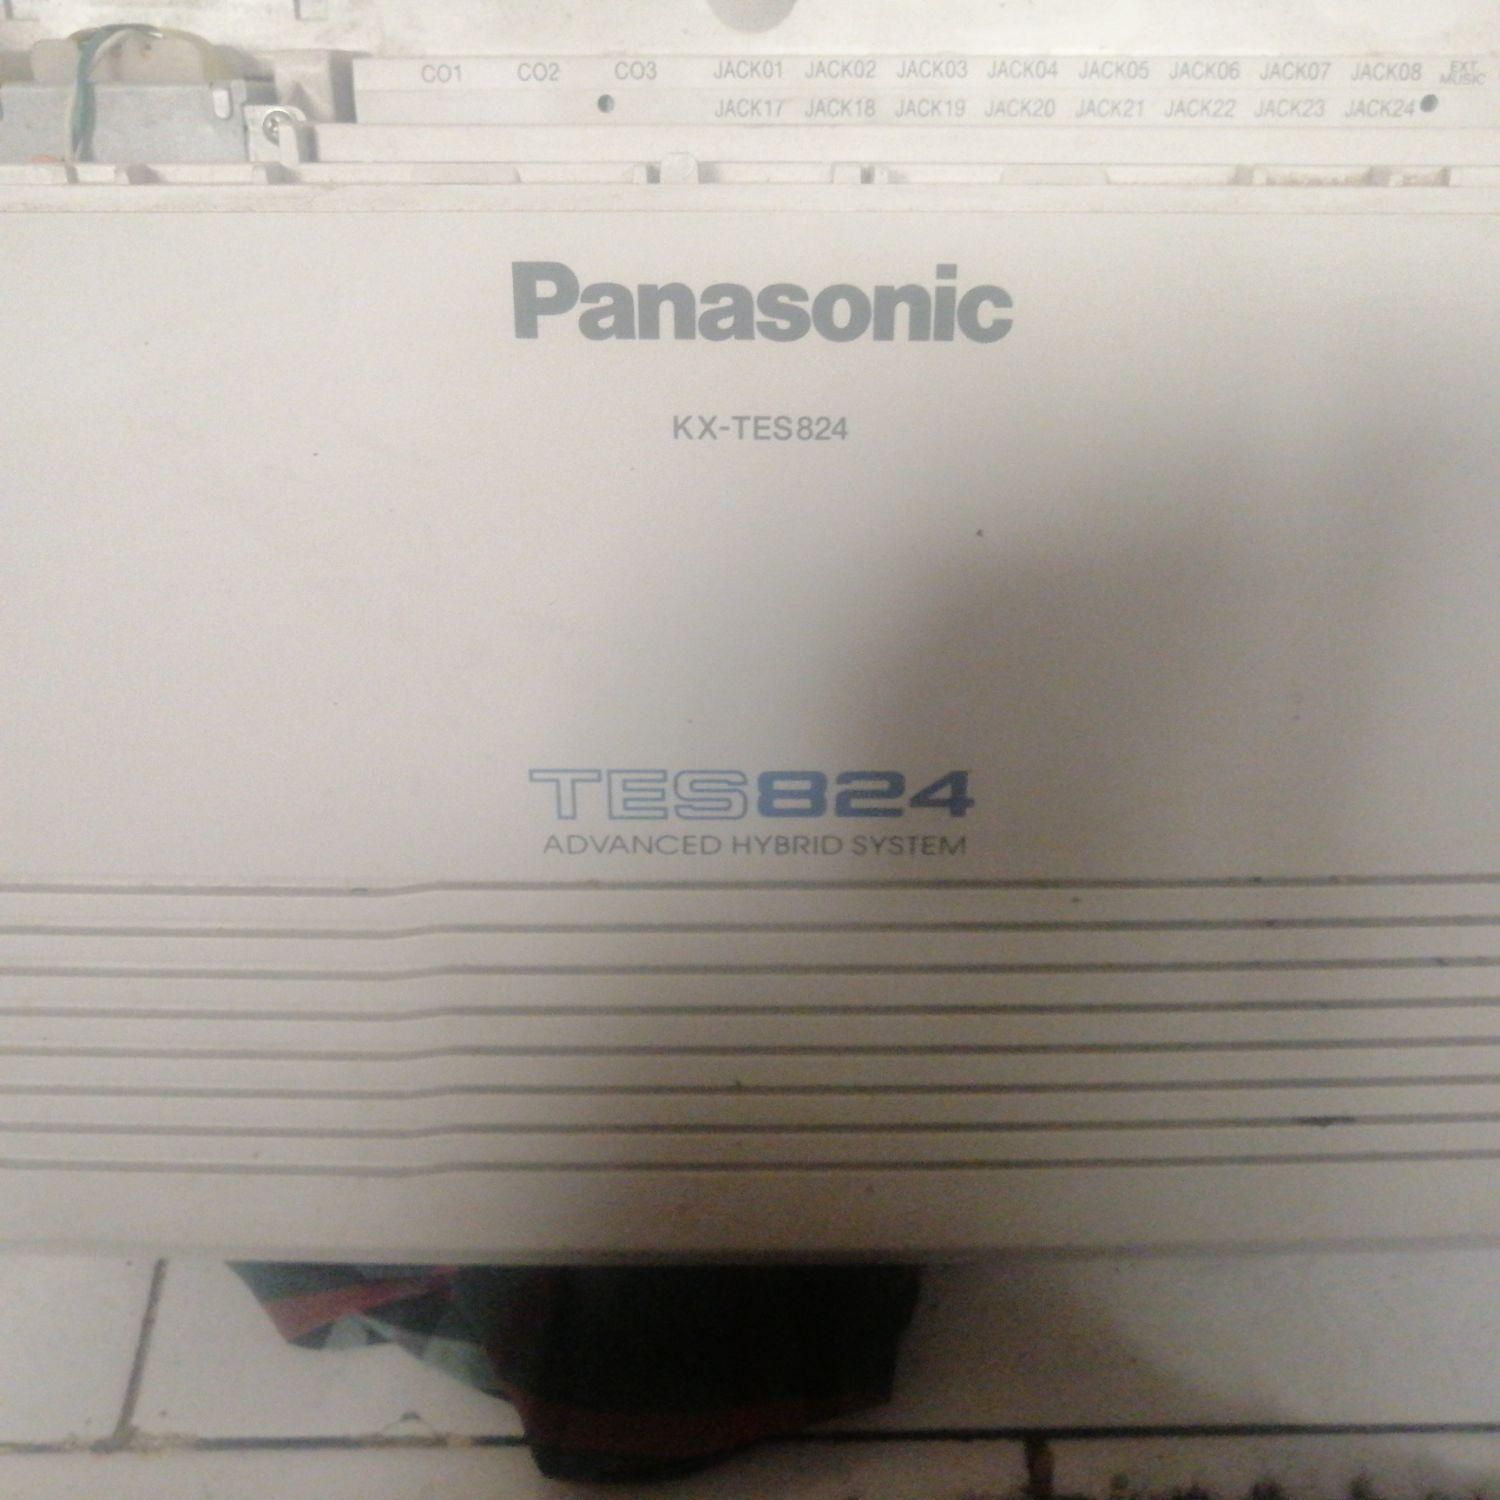 CO1 CO2 CO3 JACK01 JACK02 JACK03 JACK04 JACK05 JACK06 JACK07 JACK08 EXT MUSIC
JACK17 JACK18 JACK19 JACK20 JACK21 JACK22 JACK23 JACK24
Panasonic
KX-TES824
TES824
ADVANCED HYBRID SYSTEM